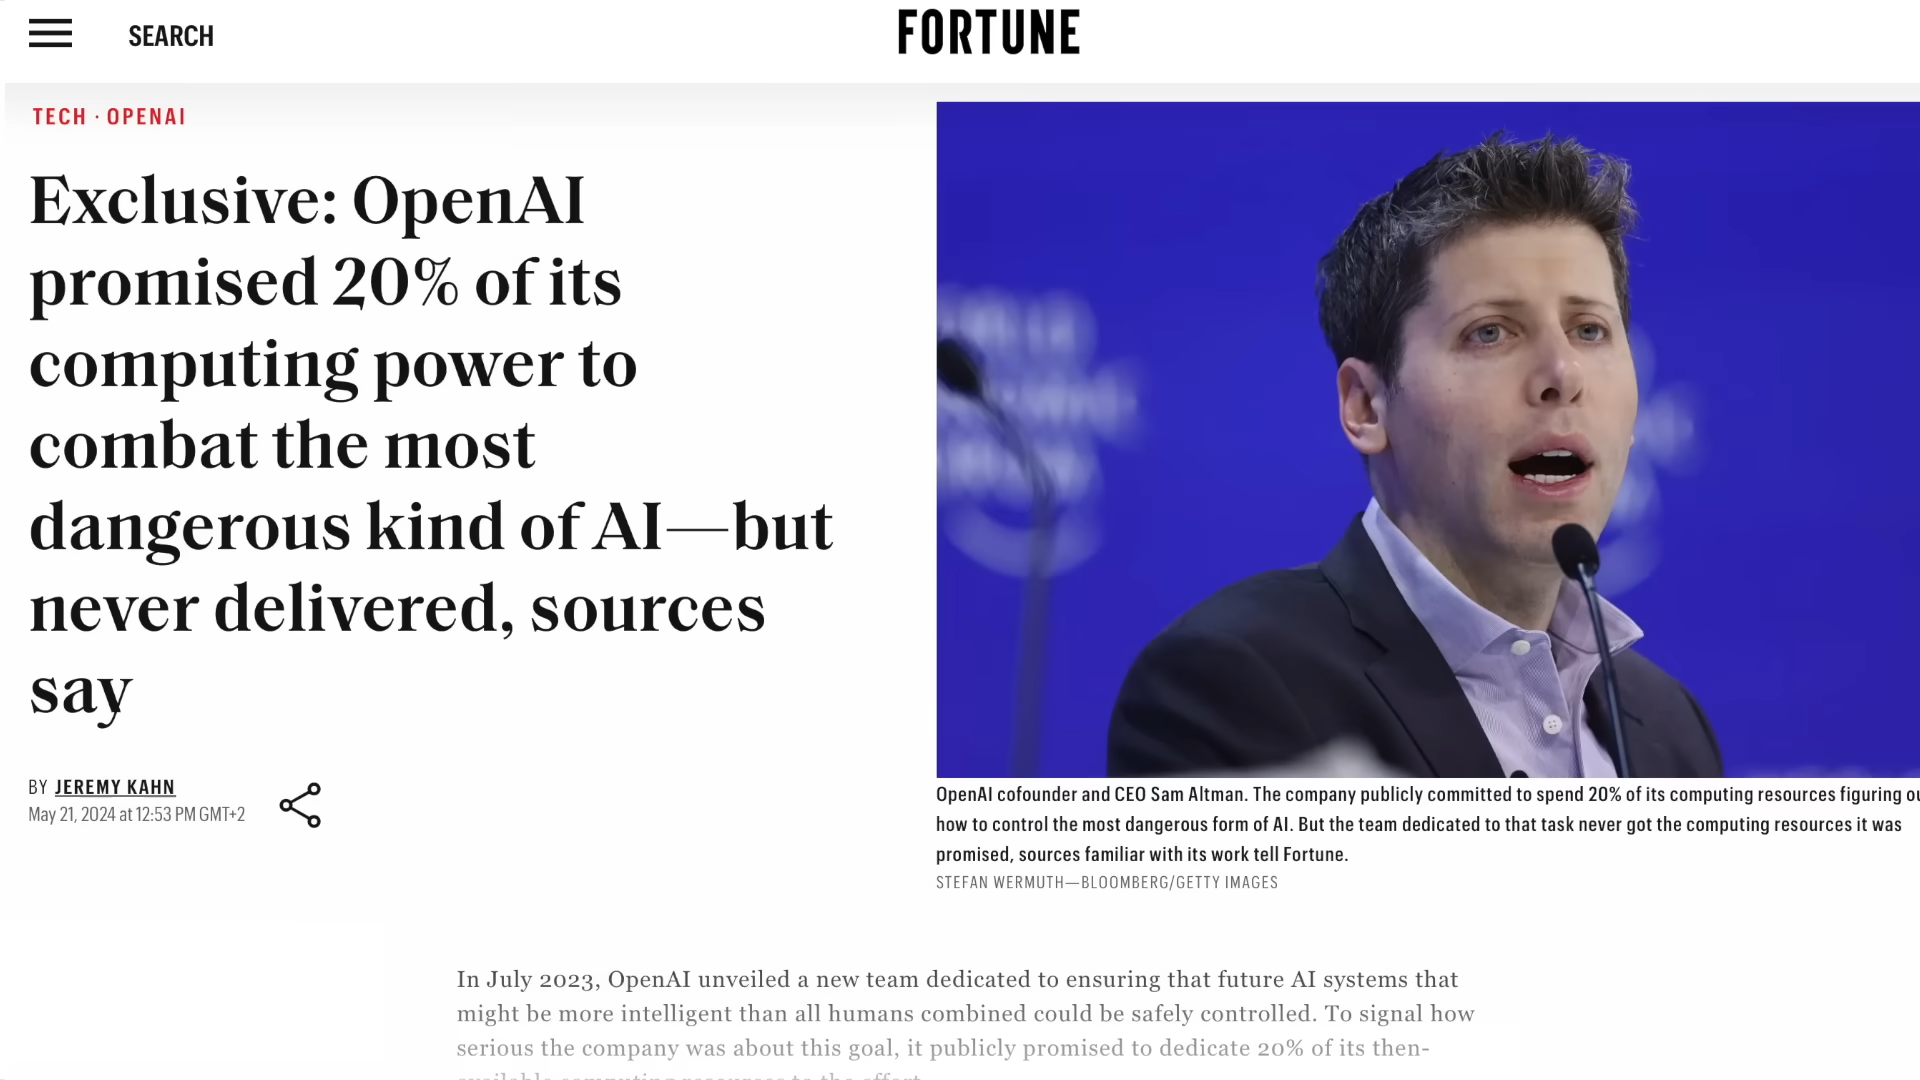 SEARCH
FORTUNE
TECH · OPENAI
Exclusive: OpenAI
promised 20% of its
computing power to
combat the most
dangerous kind of AI—but
never delivered, sources
say
BY JEREMY KAHN
May 21, 2024 at 12:53 PM GMT+2
OpenAI cofounder and CEO Sam Altman. The company publicly committed to spend 20% of its computing resources figuring
how to control the most dangerous form of AI. But the team dedicated to that task never got the computing resources it was
promised, sources familiar with its work tell Fortune.
STEFAN WERMUTH—BLOOMBERG/GETTY IMAGES
In July 2023, OpenAI unveiled a new team dedicated to ensuring that future AI systems that
might be more intelligent than all humans combined could be safely controlled. To signal how
serious the company was about this goal, it publicly promised to dedicate 20% of its then-
available computing resources to the effort.